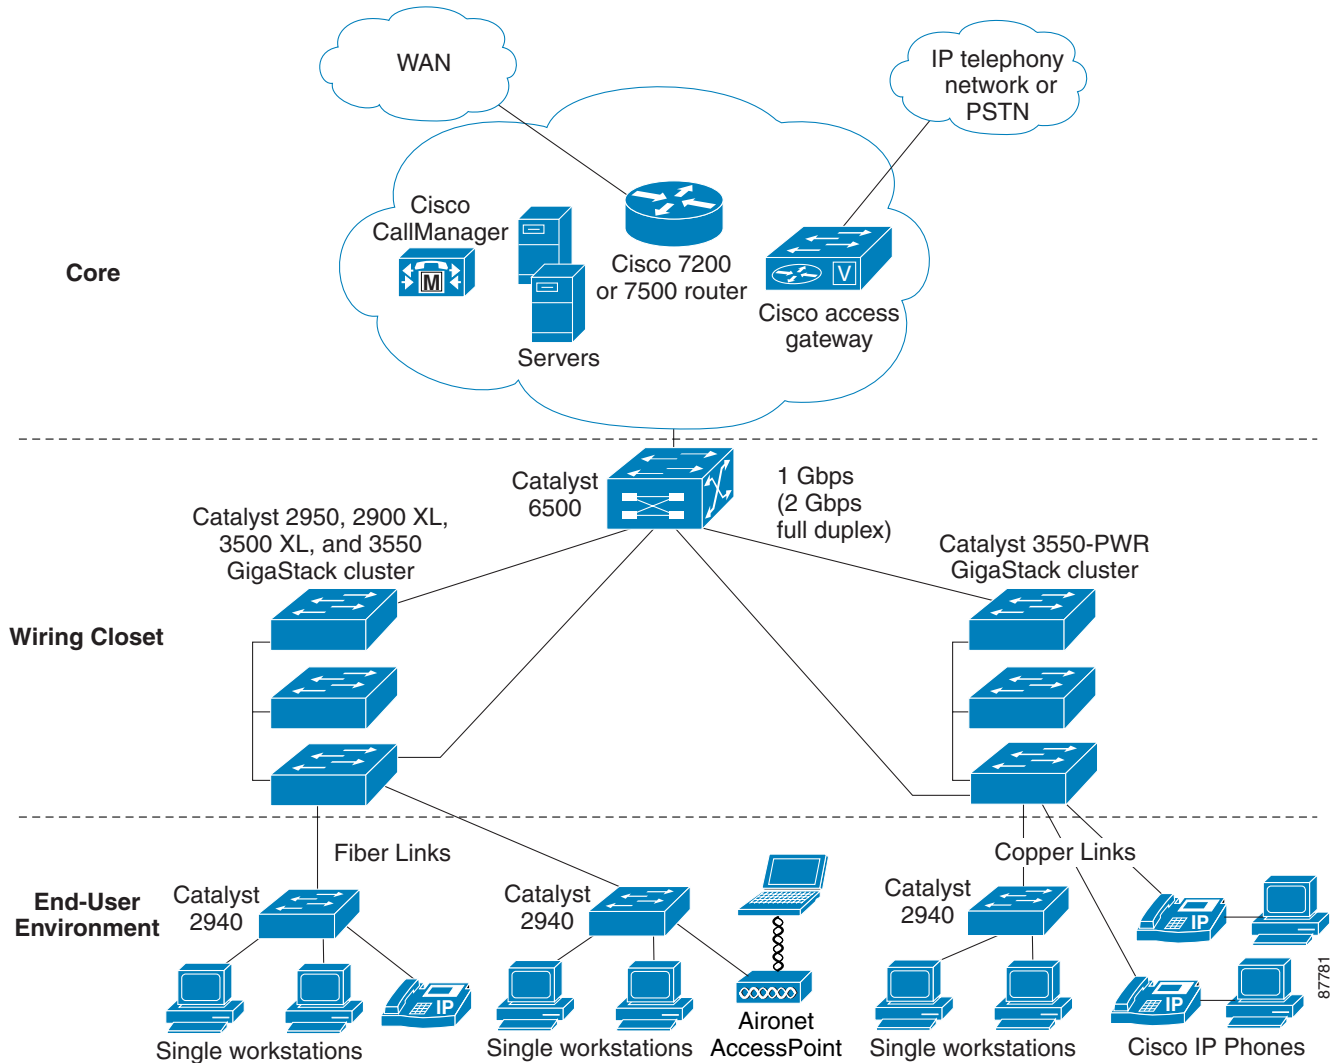 WAN
IP telephony
network or
PSTN
Cisco
CallManager
M
Core
Cisco 7200
or 7500 router
V
Cisco access
gateway
Servers
Catalyst
6500
1 Gbps
(2 Gbps
full duplex)
Catalyst 2950, 2900 XL,
3500 XL, and 3550
GigaStack cluster
Catalyst 3550-PWR
GigaStack cluster
Wiring Closet
Fiber Links
Copper Links
End-User
Environment
Catalyst
2940
Catalyst
2940
Catalyst
2940
IP
IP
IP
Single workstations
Single workstations
Aironet
AccessPoint
Single workstations
Cisco IP Phones
87781